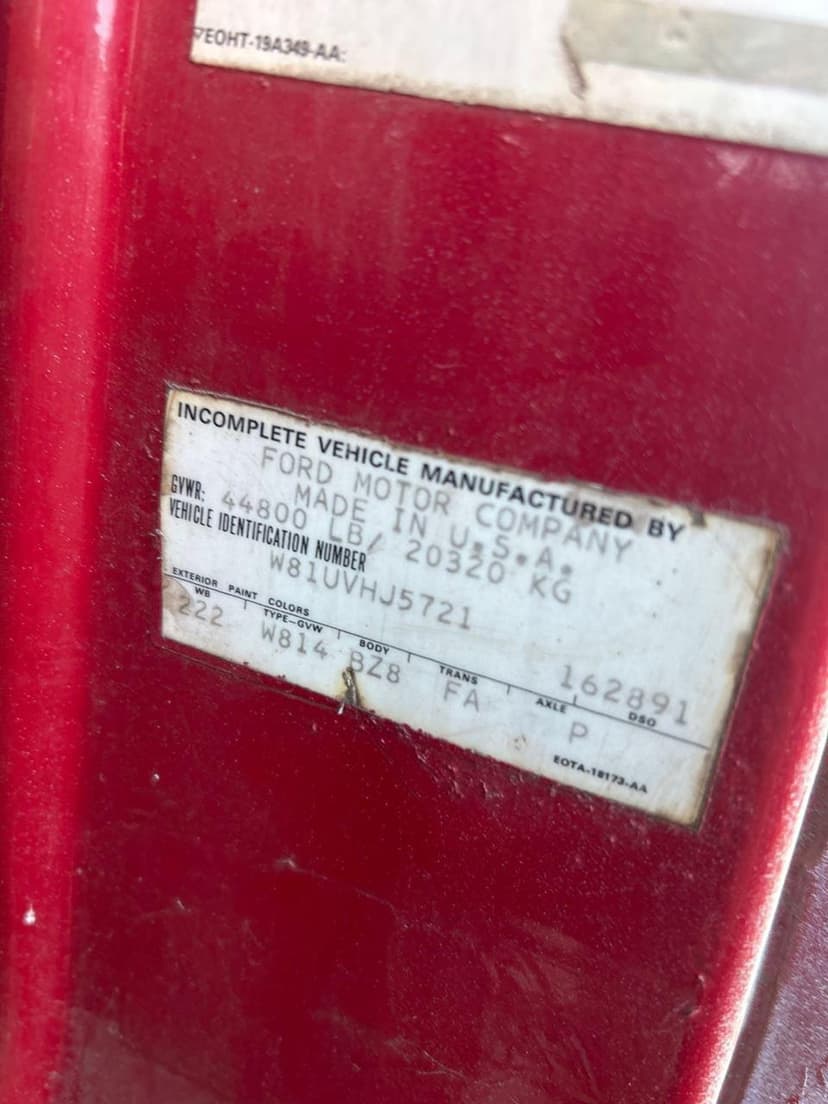 EOHT-19A349-AA:
INCOMPLETE VEHICLE MANUFACTURED BY
FORD MOTOR COMPANY
MADE IN U.S.A.
GVWR: 44800 LB/ 20320 KG
VEHICLE IDENTIFICATION NUMBER
W81UVHJ5721
162891
EXTERIOR PAINT COLORS
WB TYPE-GVW BODY TRANS AXLE DSO
222 W814 BZ8 FA P
EOTA-18173-AA